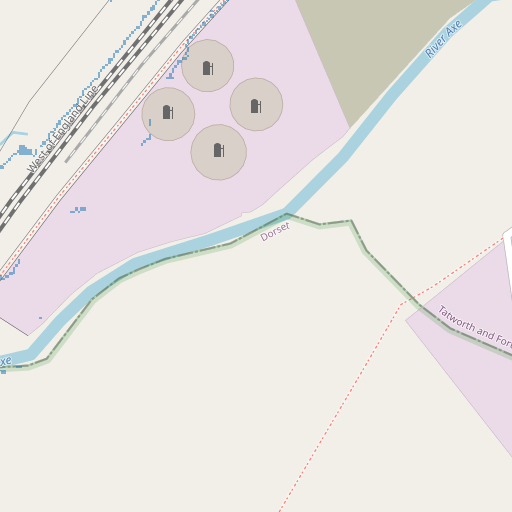 River Axe
West of England Line
Dorset
Tatworth and For
xe